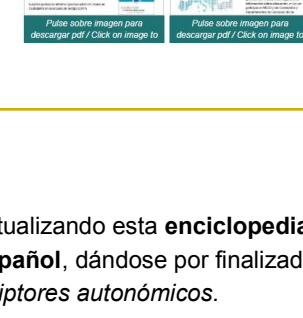 Pulse sobre imagen para
descargar pdf / Click on image to
Pulse sobre imagen para
descargar pdf / Click on image to
tualizando esta enciclopedia
pañol, dándose por finalizad
iptores autonómicos.